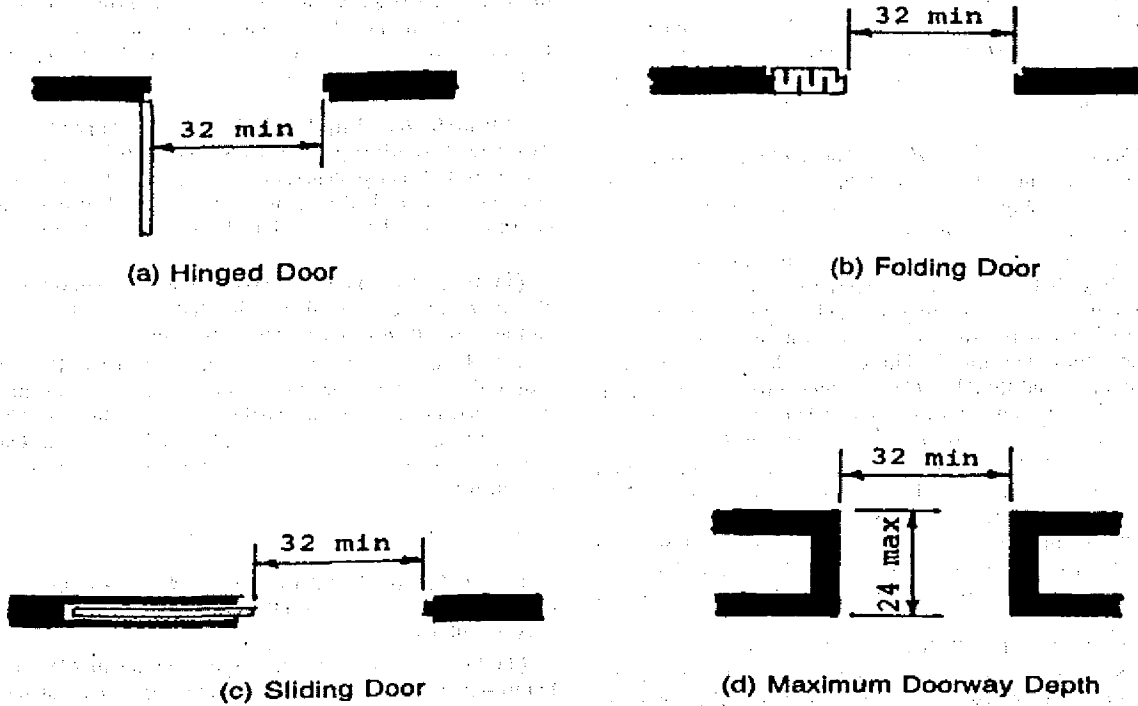 32 min
32 min
(a) Hinged Door
(b) Folding Door
32 min
32 min
24 max
(c) Sliding Door
(d) Maximum Doorway Depth